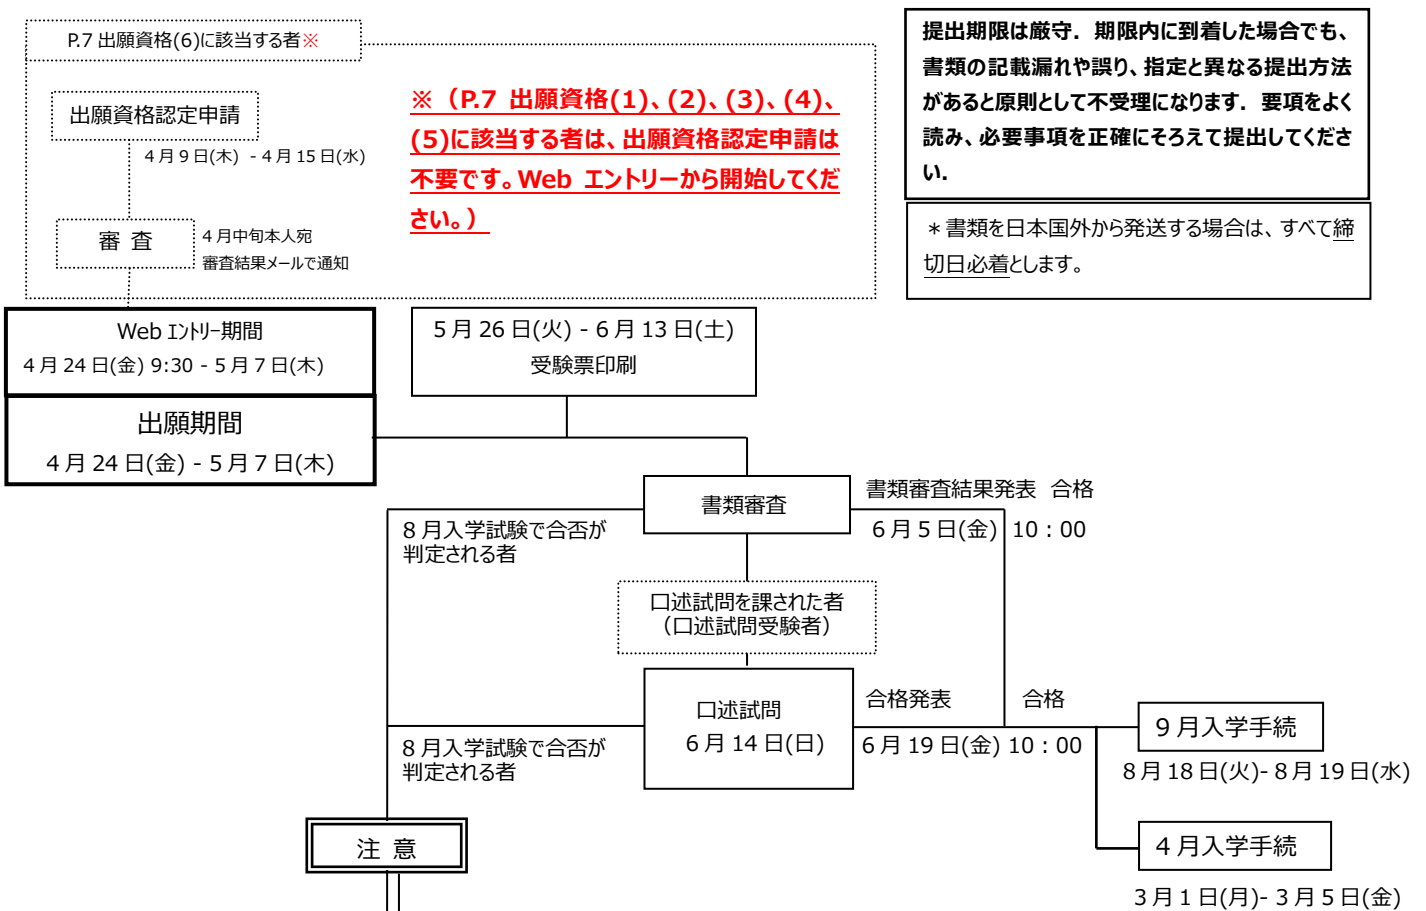 P.7 出願資格(6)に該当する者※
出願資格認定申請
4月9日(木) - 4月15日(水)
審 査
4月中旬本人宛
審査結果メールで通知
※（P.7 出願資格(1)、(2)、(3)、(4)、
(5)に該当する者は、出願資格認定申請は
不要です。Web エントリーから開始してくだ
さい。）
提出期限は厳守．期限内に到着した場合でも、
書類の記載漏れや誤り、指定と異なる提出方法
があると原則として不受理になります．要項をよく
読み、必要事項を正確にそろえて提出してくださ
い．
＊書類を日本国外から発送する場合は、すべて締
切日必着とします。
Web エントリー期間
4月24日(金) 9:30 - 5月7日(木)
出願期間
4月24日(金) - 5月7日(木)
5月26日(火) - 6月13日(土)
受験票印刷
書類審査
書類審査結果発表 合格
6月5日(金) 10：00
8月入学試験で合否が
判定される者
口述試問を課された者
（口述試問受験者）
口述試問
6月14日(日)
合格発表 合格
6月19日(金) 10：00
8月入学試験で合否が
判定される者
9月入学手続
8月18日(火)- 8月19日(水)
注 意
4月入学手続
3月1日(月)- 3月5日(金)